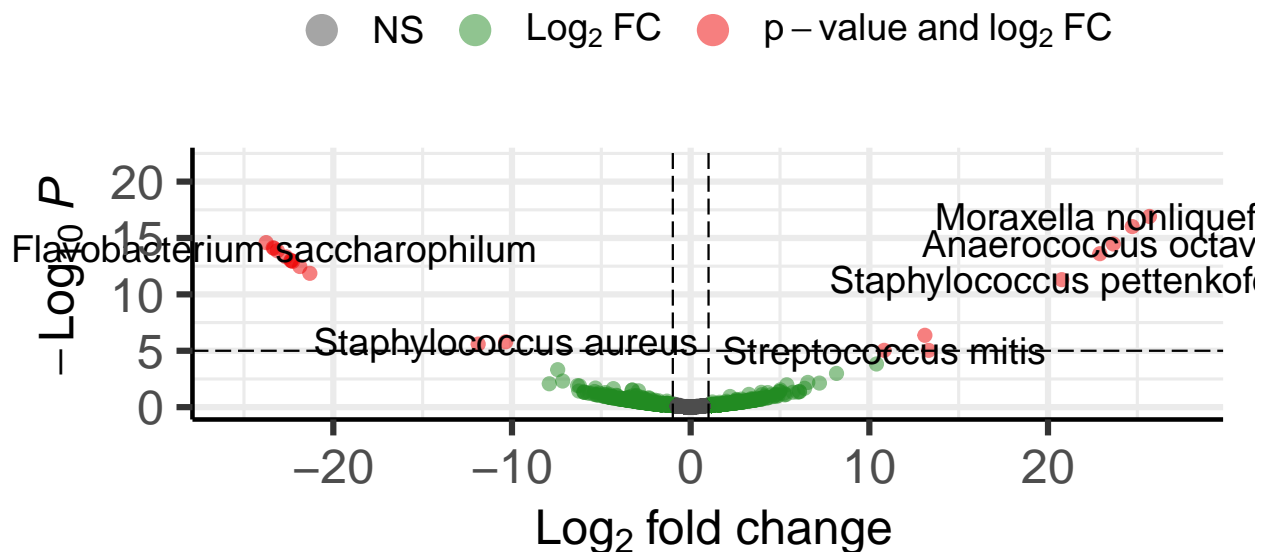 NS Log₂ FC p – value and log₂ FC
20
15
10
5
0
–Log₁₀ P
Moraxella nonliquef
Flavobacterium saccharophilum
Anaerococcus octav
Staphylococcus pettenkof
Staphylococcus aureus
Streptococcus mitis
−20 −10 0 10 20
Log₂ fold change